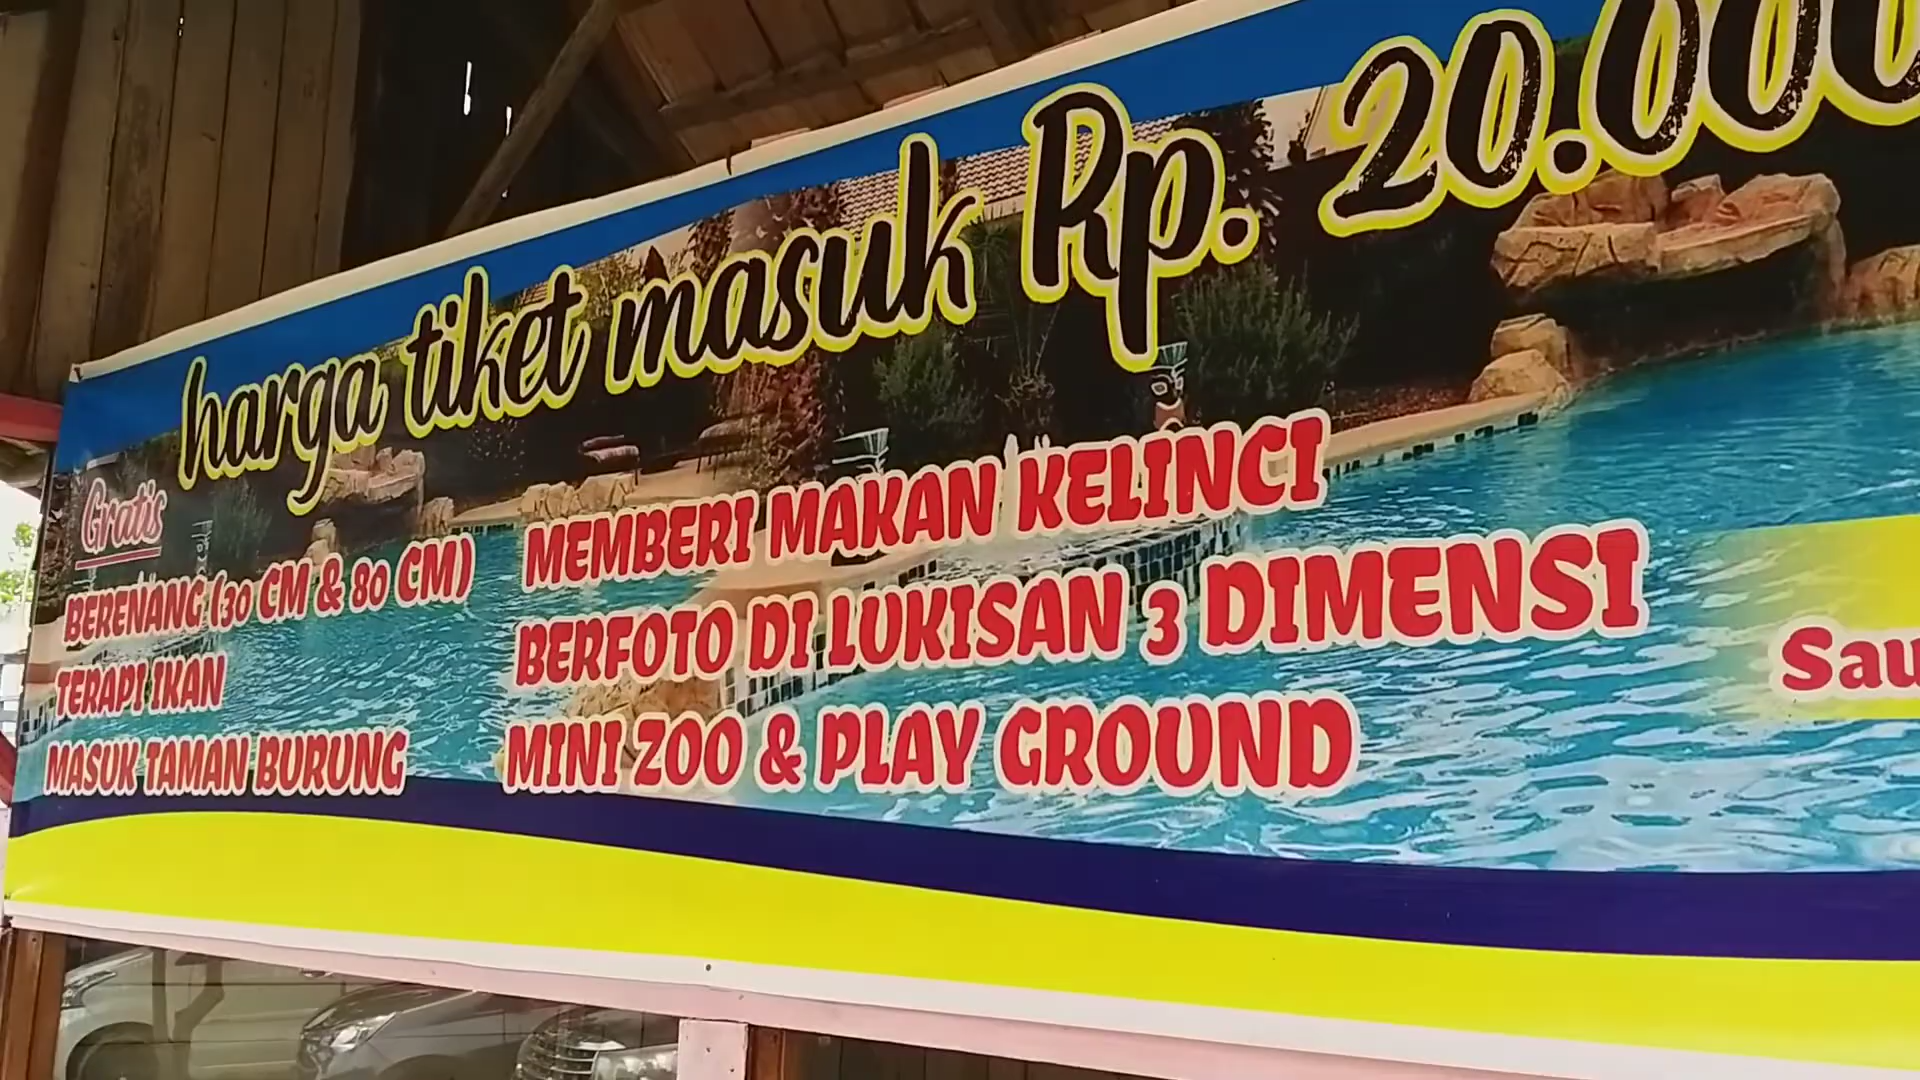 harga tiket masuk Rp. 20.000
Gratis
BERENANG (30 CM & 80 CM)
TERAPI IKAN
MASUK TAMAN BURUNG
MEMBERI MAKAN KELINCI
BERFOTO DI LUKISAN 3 DIMENSI
MINI ZOO & PLAY GROUND